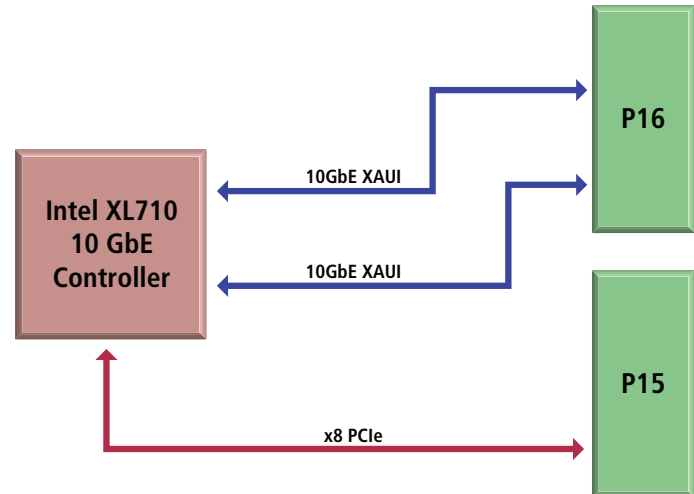 P16
10GbE XAUI
Intel XL710
10 GbE
Controller
10GbE XAUI
P15
x8 PCIe